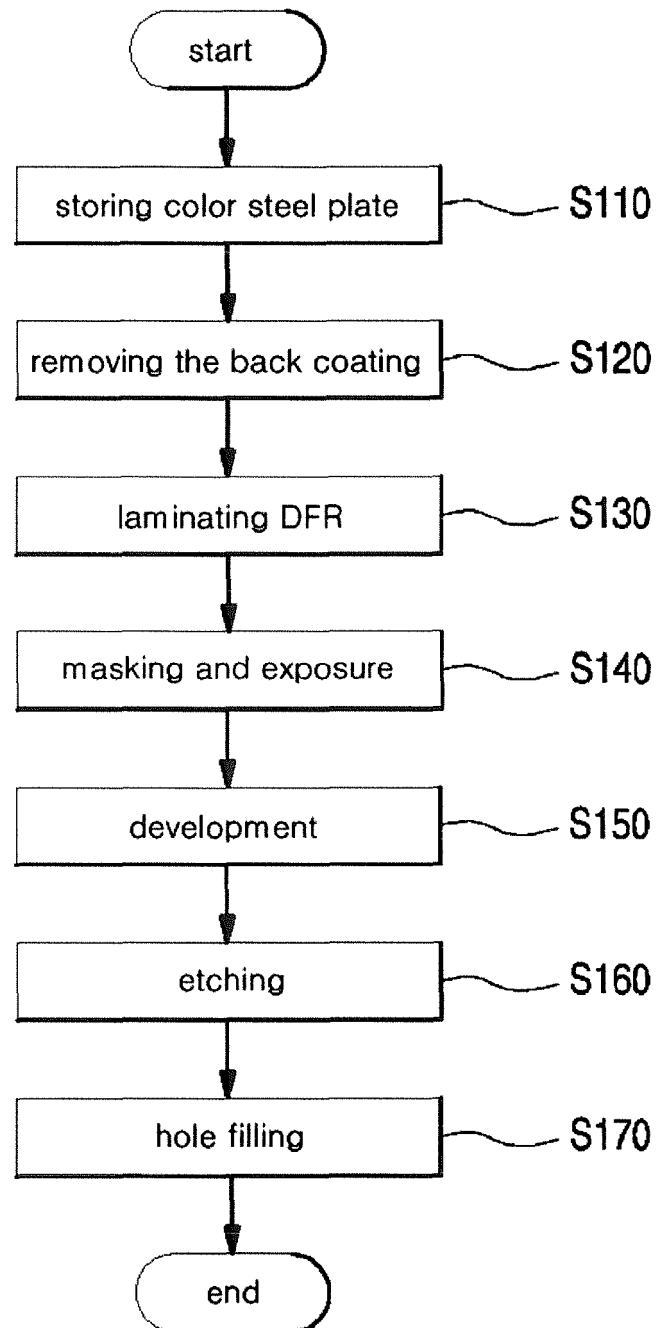 start
storing color steel plate S110
removing the back coating S120
laminating DFR S130
masking and exposure S140
development S150
etching S160
hole filling S170
end